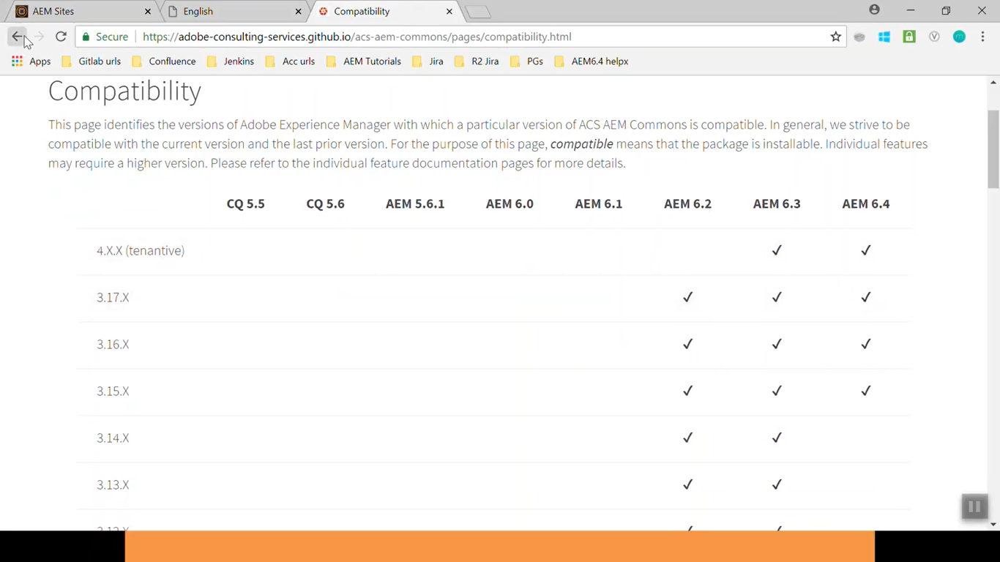 AEM Sites
English
Compatibility
Secure
https://adobe-consulting-services.github.io/acs-aem-commons/pages/compatibility.html
Apps
Gitlab urls
Confluence
Jenkins
Acc urls
AEM Tutorials
Jira
R2 Jira
PGs
AEM6.4 helpx
Compatibility
This page identifies the versions of Adobe Experience Manager with which a particular version of ACS AEM Commons is compatible. In general, we strive to be
compatible with the current version and the last prior version. For the purpose of this page, compatible means that the package is installable. Individual features
may require a higher version. Please refer to the individual feature documentation pages for more details.
CQ 5.5 CQ 5.6 AEM 5.6.1 AEM 6.0 AEM 6.1 AEM 6.2 AEM 6.3 AEM 6.4
4.X.X (tenantive) ✓ ✓
3.17.X ✓ ✓ ✓
3.16.X ✓ ✓ ✓
3.15.X ✓ ✓ ✓
3.14.X ✓ ✓
3.13.X ✓ ✓